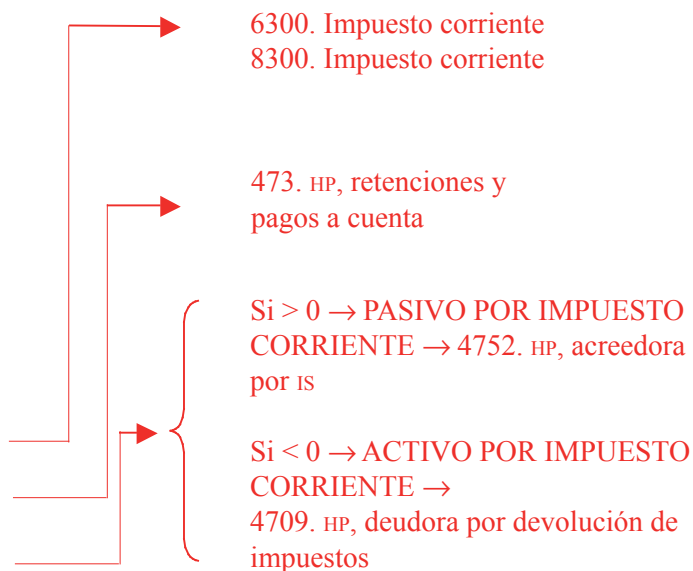 6300. Impuesto corriente
8300. Impuesto corriente
473. HP, retenciones y
pagos a cuenta
Si > 0 → PASIVO POR IMPUESTO
CORRIENTE → 4752. HP, acreedora
por IS
Si < 0 → ACTIVO POR IMPUESTO
CORRIENTE →
4709. HP, deudora por devolución de
impuestos